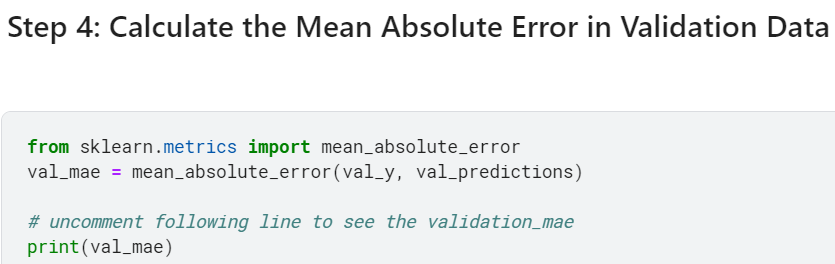 Step 4: Calculate the Mean Absolute Error in Validation Data
from sklearn.metrics import mean_absolute_error
val_mae = mean_absolute_error(val_y, val_predictions)
# uncomment following line to see the validation_mae
print(val_mae)